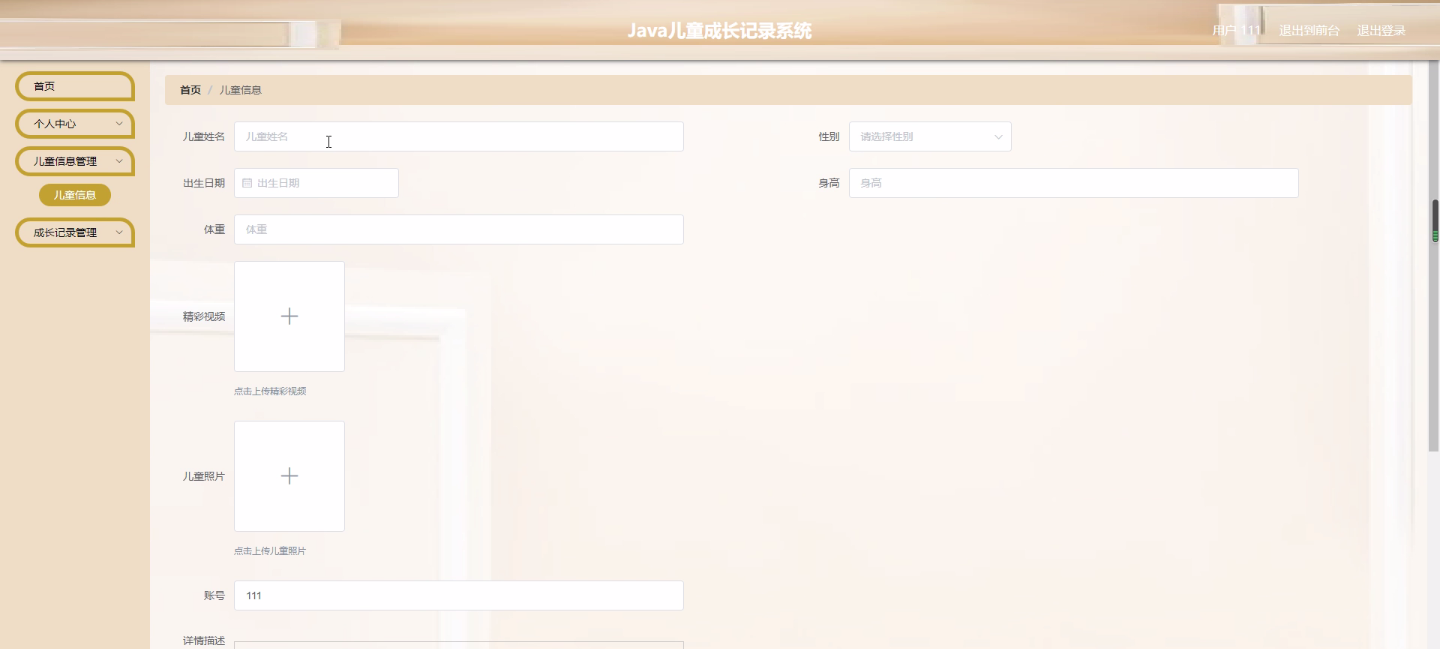 Java儿童成长记录系统
用户 111 退出到前台 退出登录
首页
个人中心
儿童信息管理
儿童信息
成长记录管理
首页 / 儿童信息
儿童姓名 儿童姓名 性别 请选择性别
出生日期 出生日期 身高 身高
体重 体重
精彩视频
点击上传精彩视频
儿童照片
点击上传儿童照片
账号 111
详情描述